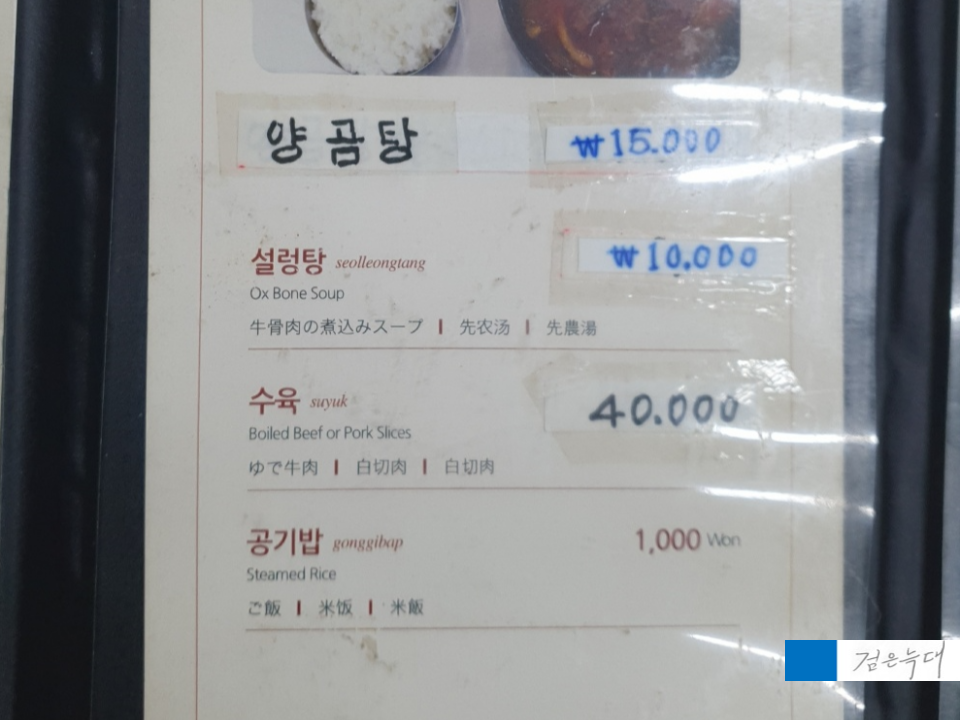 양곰탕 ₩15.000
설렁탕 seolleongtang ₩10.000
Ox Bone Soup
牛骨肉の煮込みスープ | 先农汤 | 先農湯
수육 suyuk 40.000
Boiled Beef or Pork Slices
ゆで牛肉 | 白切肉 | 白切肉
공기밥 gonggibap 1,000 Won
Steamed Rice
ご飯 | 米饭 | 米飯
검은늑대